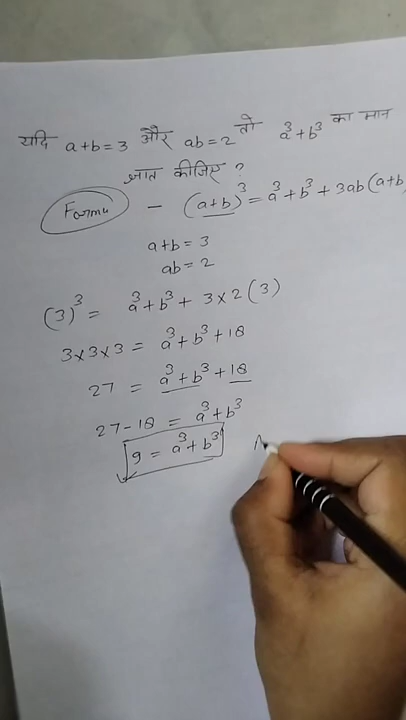 यदि a+b=3 और ab=2 तो a³+b³ का मान
ज्ञात कीजिए ?
Formu - (a+b)³ = a³+b³+3ab(a+b
a+b=3
ab=2
(3)³ = a³+b³+ 3×2(3)
3×3×3 = a³+b³+18
27 = a³+b³+18
27-18 = a³+b³
9 = a³+b³